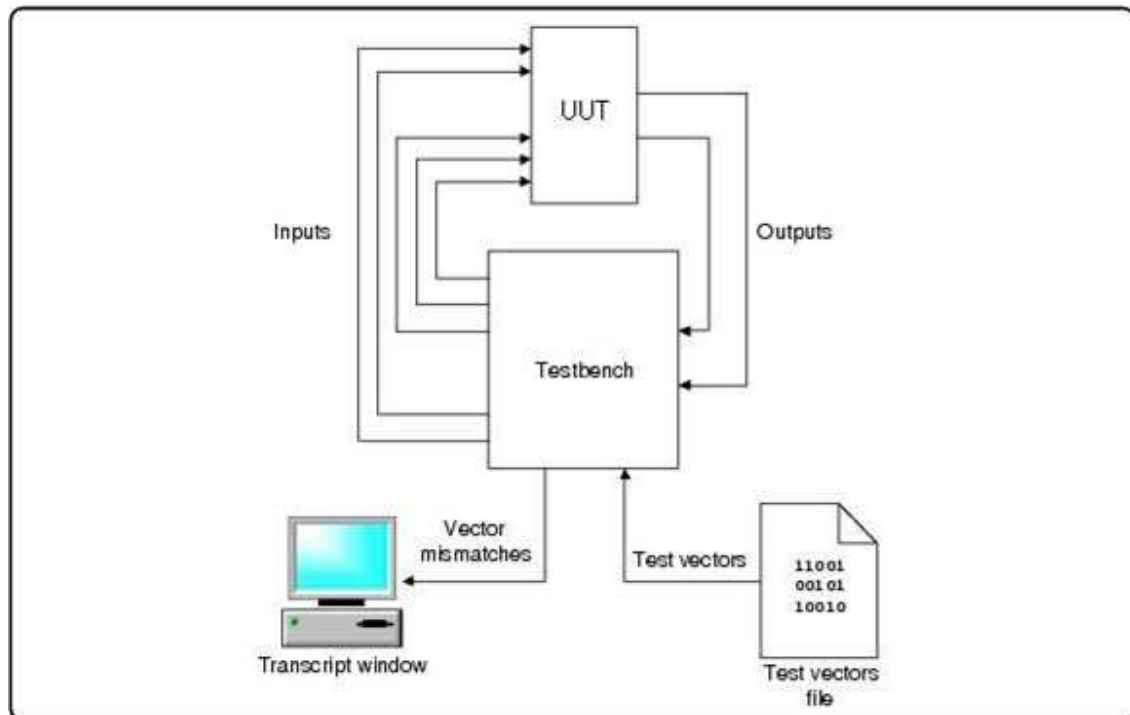 UUT
Inputs
Outputs
Testbench
Vector
mismatches
Test vectors
11001
00101
10010
Transcript window
Test vectors
file